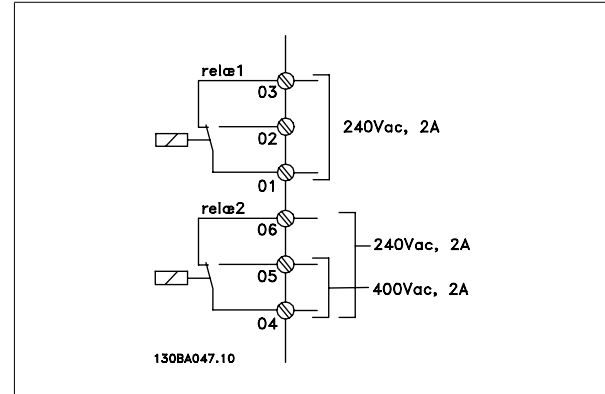 relæ1
03
240Vac, 2A
02
01
relæ2
06
240Vac, 2A
05
400Vac, 2A
04
130BA047.10